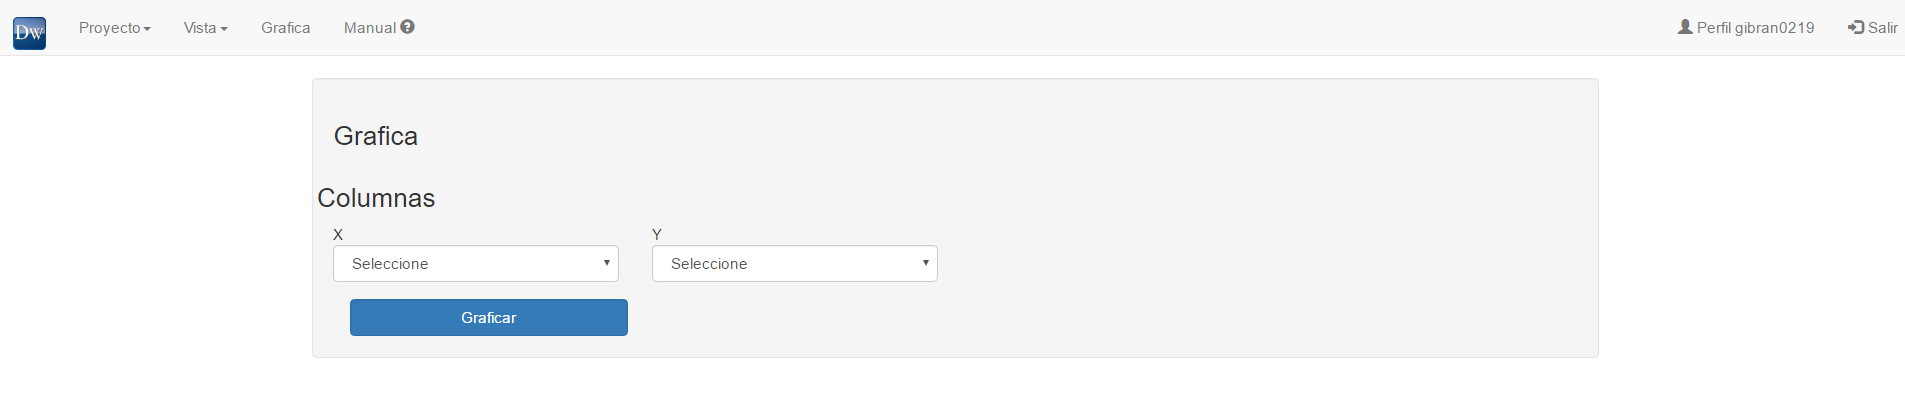 DW Proyecto Vista Grafica Manual Perfil gibran0219 Salir
Grafica
Columnas
X Y
Seleccione Seleccione
Graficar